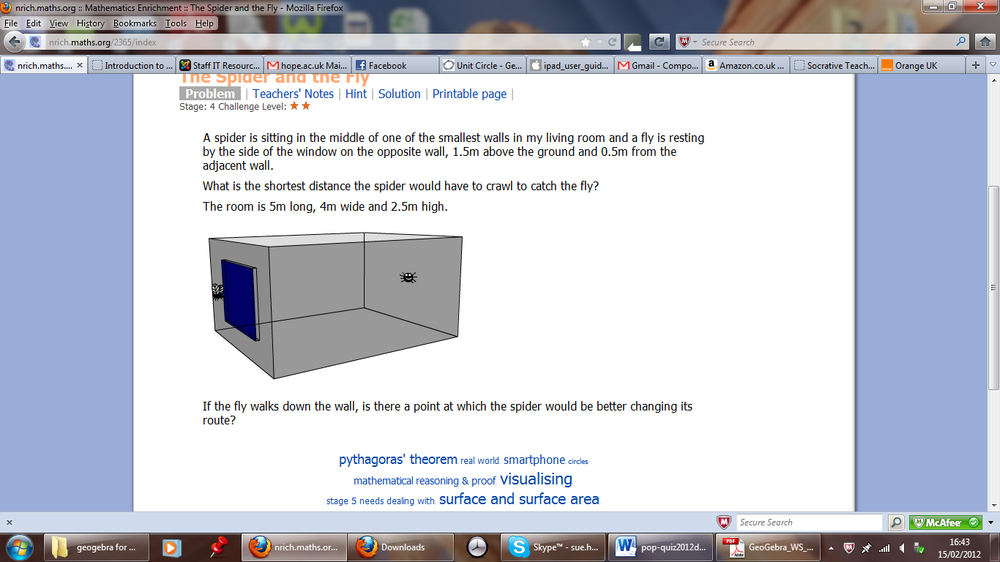 nrich.maths.org :: Mathematics Enrichment :: The Spider and the Fly - Mozilla Firefox
File Edit View History Bookmarks Tools Help
nrich.maths.org/2365/index
Secure Search
nrich.maths.... Introduction to ... Staff IT Resourc... hope.ac.uk Mai... Facebook Unit Circle - Ge... ipad_user_guid... Gmail - Compo... Amazon.co.uk ... Socrative Teach... Orange UK
The Spider and the Fly
Problem | Teachers' Notes | Hint | Solution | Printable page |
Stage: 4 Challenge Level:
A spider is sitting in the middle of one of the smallest walls in my living room and a fly is resting
by the side of the window on the opposite wall, 1.5m above the ground and 0.5m from the
adjacent wall.
What is the shortest distance the spider would have to crawl to catch the fly?
The room is 5m long, 4m wide and 2.5m high.
If the fly walks down the wall, is there a point at which the spider would be better changing its
route?
pythagoras' theorem. real world. smartphone. circles.
mathematical reasoning & proof. visualising.
stage 5 needs dealing with. surface and surface area.
x Secure Search McAfee
geogebra for ... nrich.maths.or... Downloads Skype™ - sue.h... pop-quiz2012d... GeoGebra_WS_... 16:43
15/02/2012